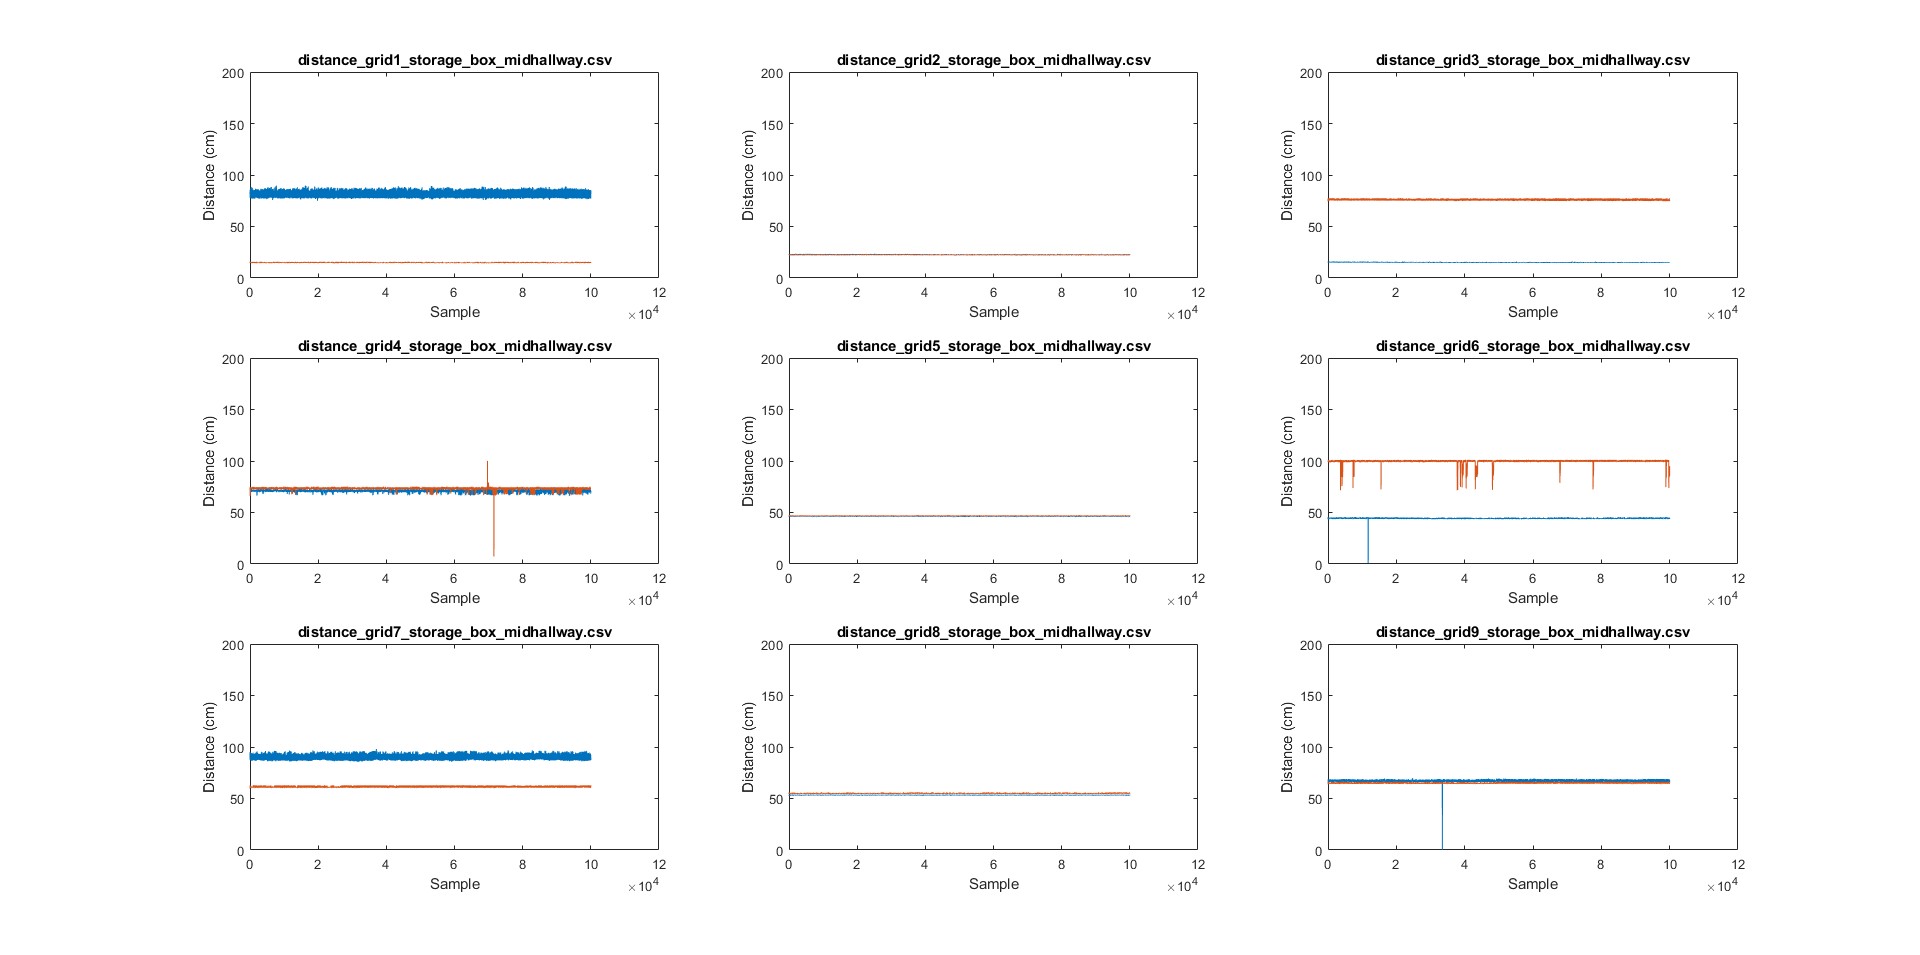 distance_grid1_storage_box_midhallway.csv
200
150
100
50
0
Distance (cm)
0 2 4 6 8 10 12
Sample
×10^4
distance_grid2_storage_box_midhallway.csv
200
150
100
50
0
Distance (cm)
0 2 4 6 8 10 12
Sample
×10^4
distance_grid3_storage_box_midhallway.csv
200
150
100
50
0
Distance (cm)
0 2 4 6 8 10 12
Sample
×10^4
distance_grid4_storage_box_midhallway.csv
200
150
100
50
0
Distance (cm)
0 2 4 6 8 10 12
Sample
×10^4
distance_grid5_storage_box_midhallway.csv
200
150
100
50
0
Distance (cm)
0 2 4 6 8 10 12
Sample
×10^4
distance_grid6_storage_box_midhallway.csv
200
150
100
50
0
Distance (cm)
0 2 4 6 8 10 12
Sample
×10^4
distance_grid7_storage_box_midhallway.csv
200
150
100
50
0
Distance (cm)
0 2 4 6 8 10 12
Sample
×10^4
distance_grid8_storage_box_midhallway.csv
200
150
100
50
0
Distance (cm)
0 2 4 6 8 10 12
Sample
×10^4
distance_grid9_storage_box_midhallway.csv
200
150
100
50
0
Distance (cm)
0 2 4 6 8 10 12
Sample
×10^4